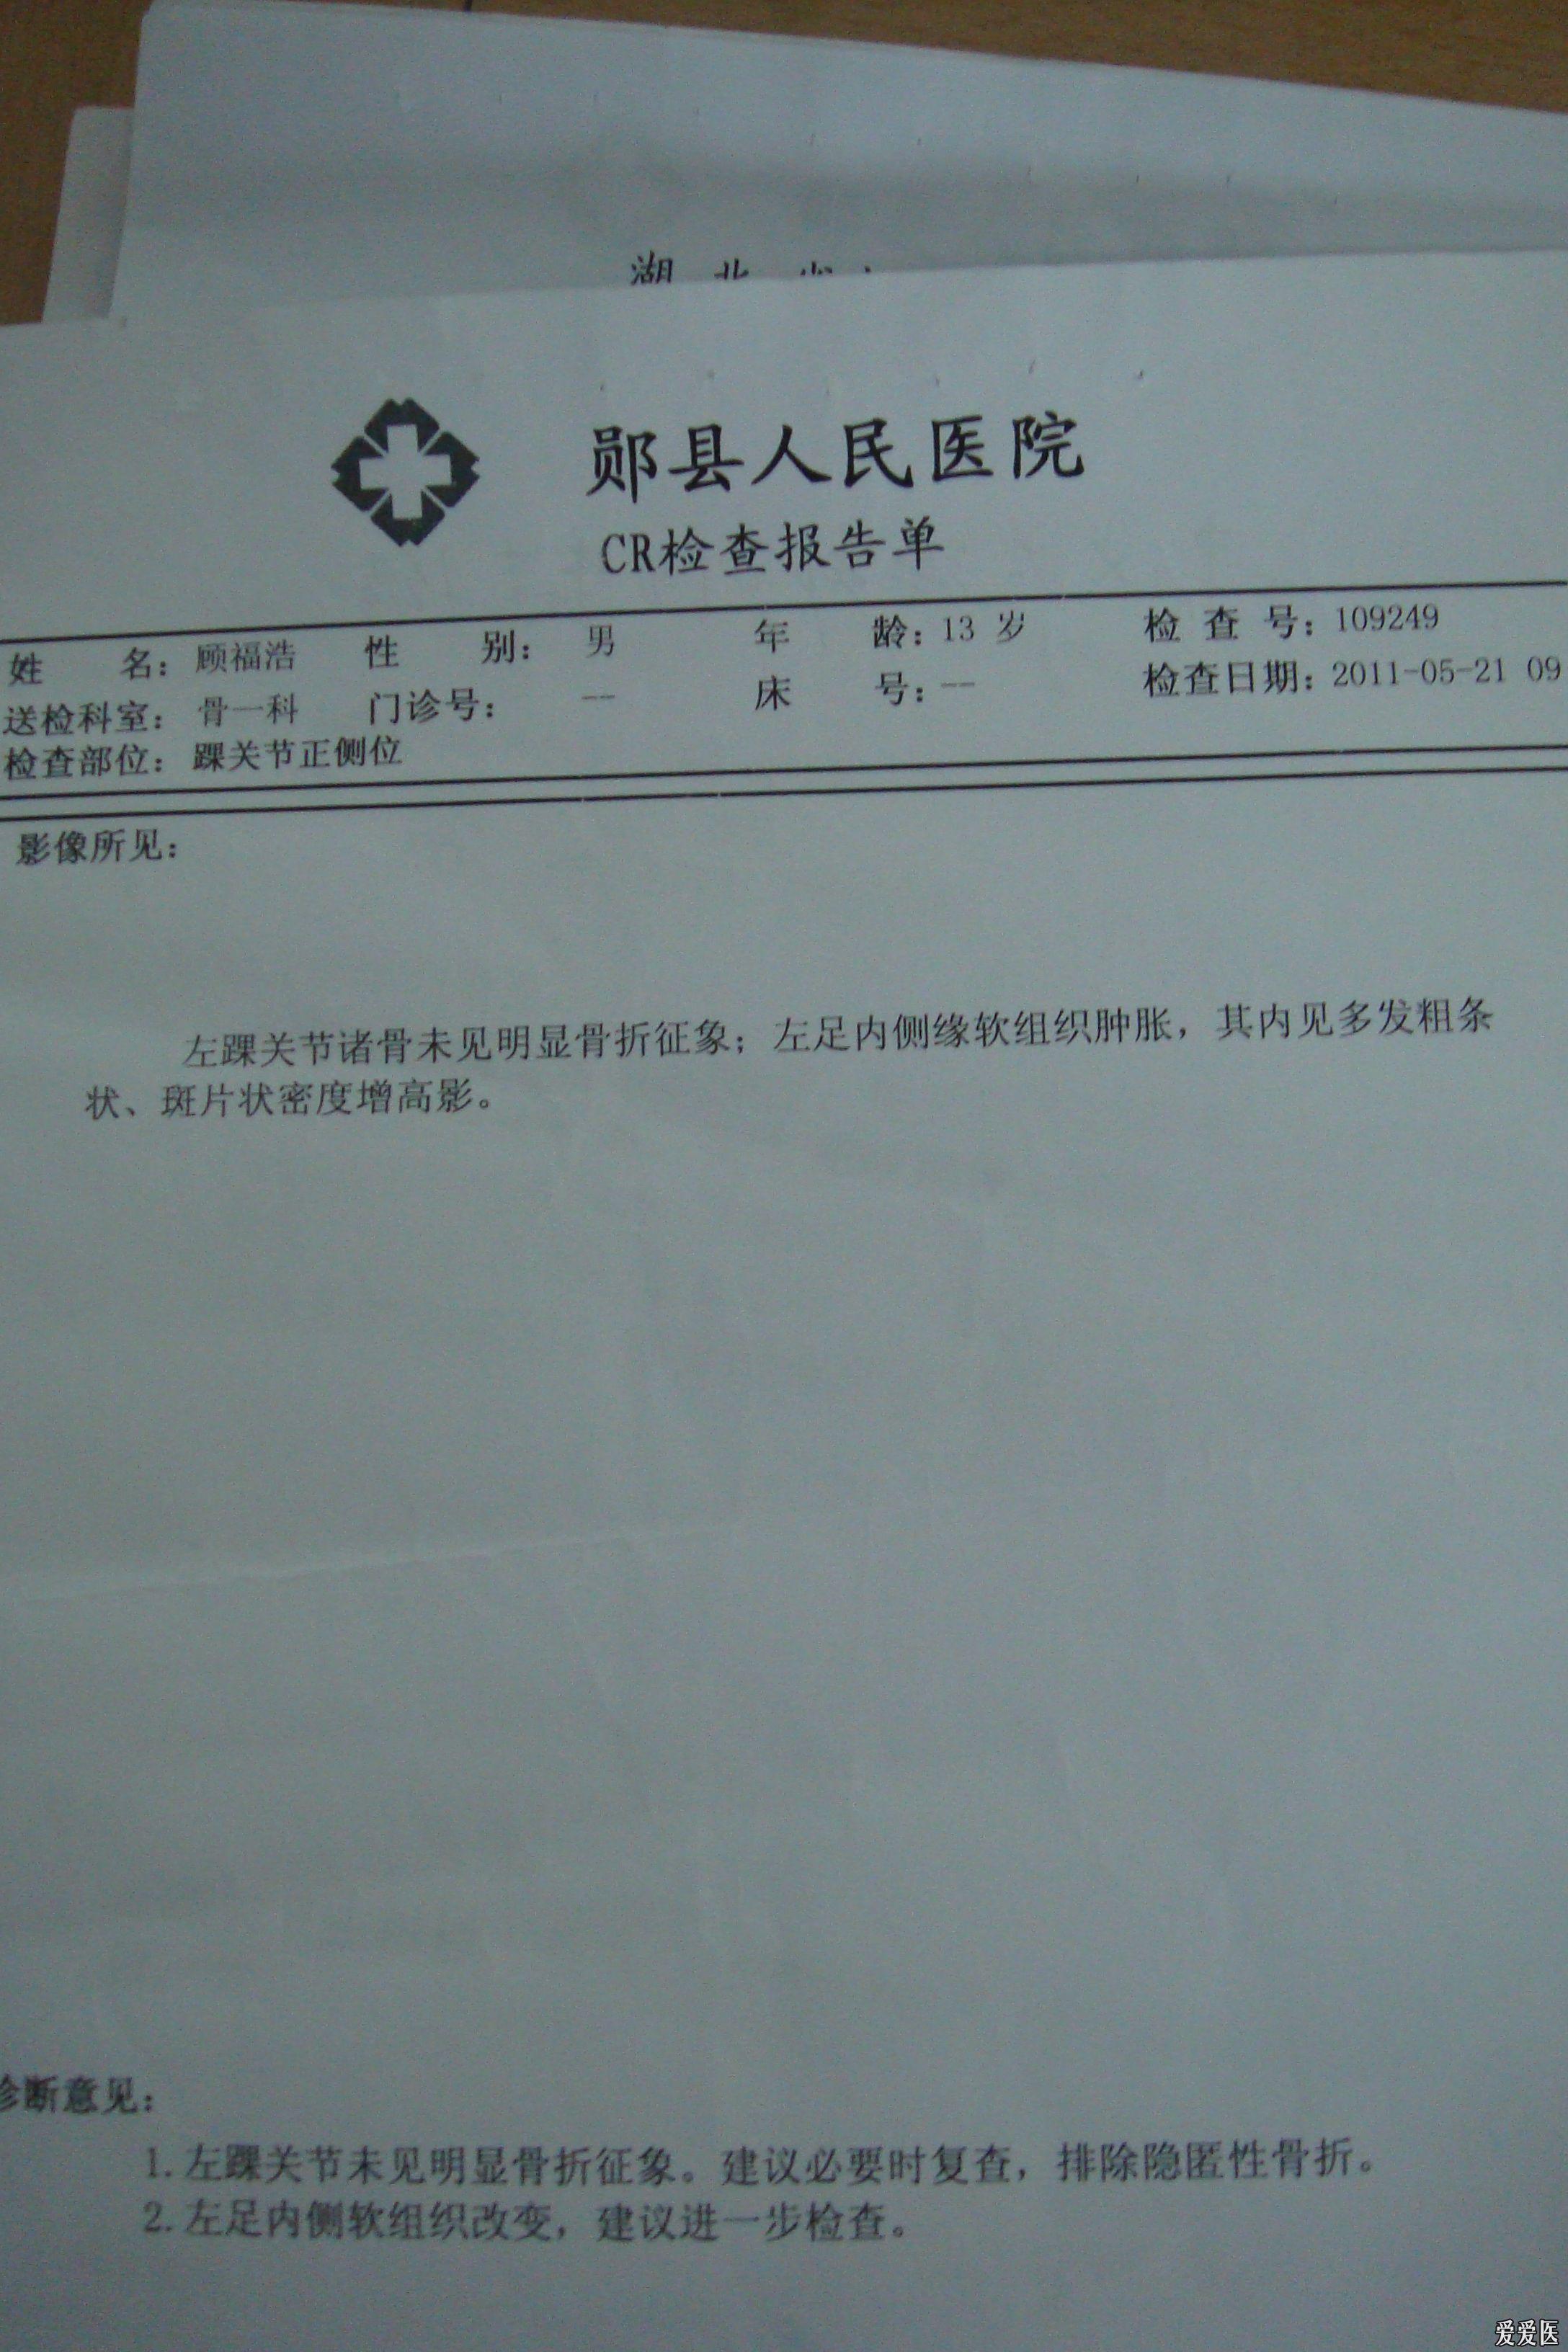 湖北
郧县人民医院
CR检查报告单
姓 名：顾福浩 性 别：男 年 龄：13 岁 检 查 号：109249
送检科室：骨一科 门诊号：-- 床 号：-- 检查日期：2011-05-21 09
检查部位：踝关节正侧位
影像所见：
左踝关节诸骨未见明显骨折征象；左足内侧缘软组织肿胀，其内见多发粗条
状、斑片状密度增高影。
诊断意见：
1.左踝关节未见明显骨折征象。建议必要时复查，排除隐匿性骨折。
2.左足内侧软组织改变，建议进一步检查。
爱爱医